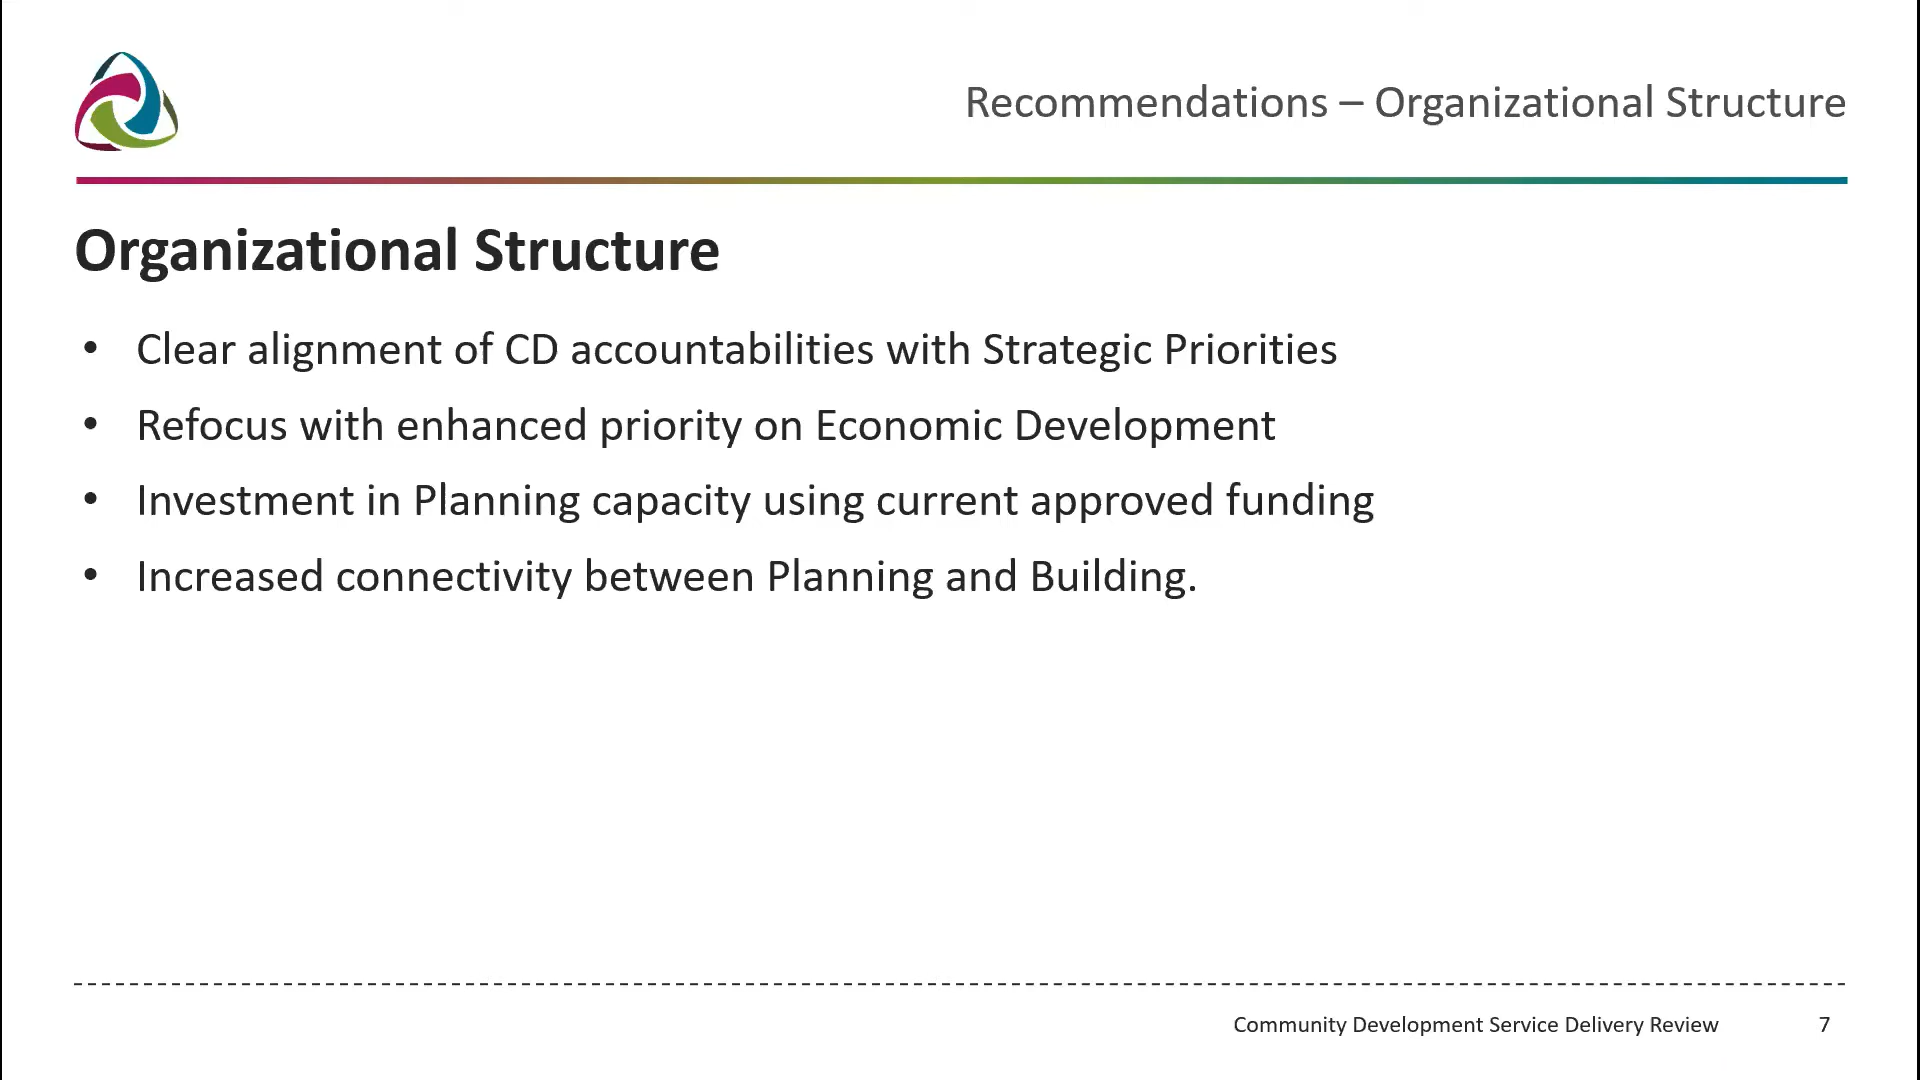 Recommendations – Organizational Structure
Organizational Structure
• Clear alignment of CD accountabilities with Strategic Priorities
• Refocus with enhanced priority on Economic Development
• Investment in Planning capacity using current approved funding
• Increased connectivity between Planning and Building.
Community Development Service Delivery Review 7